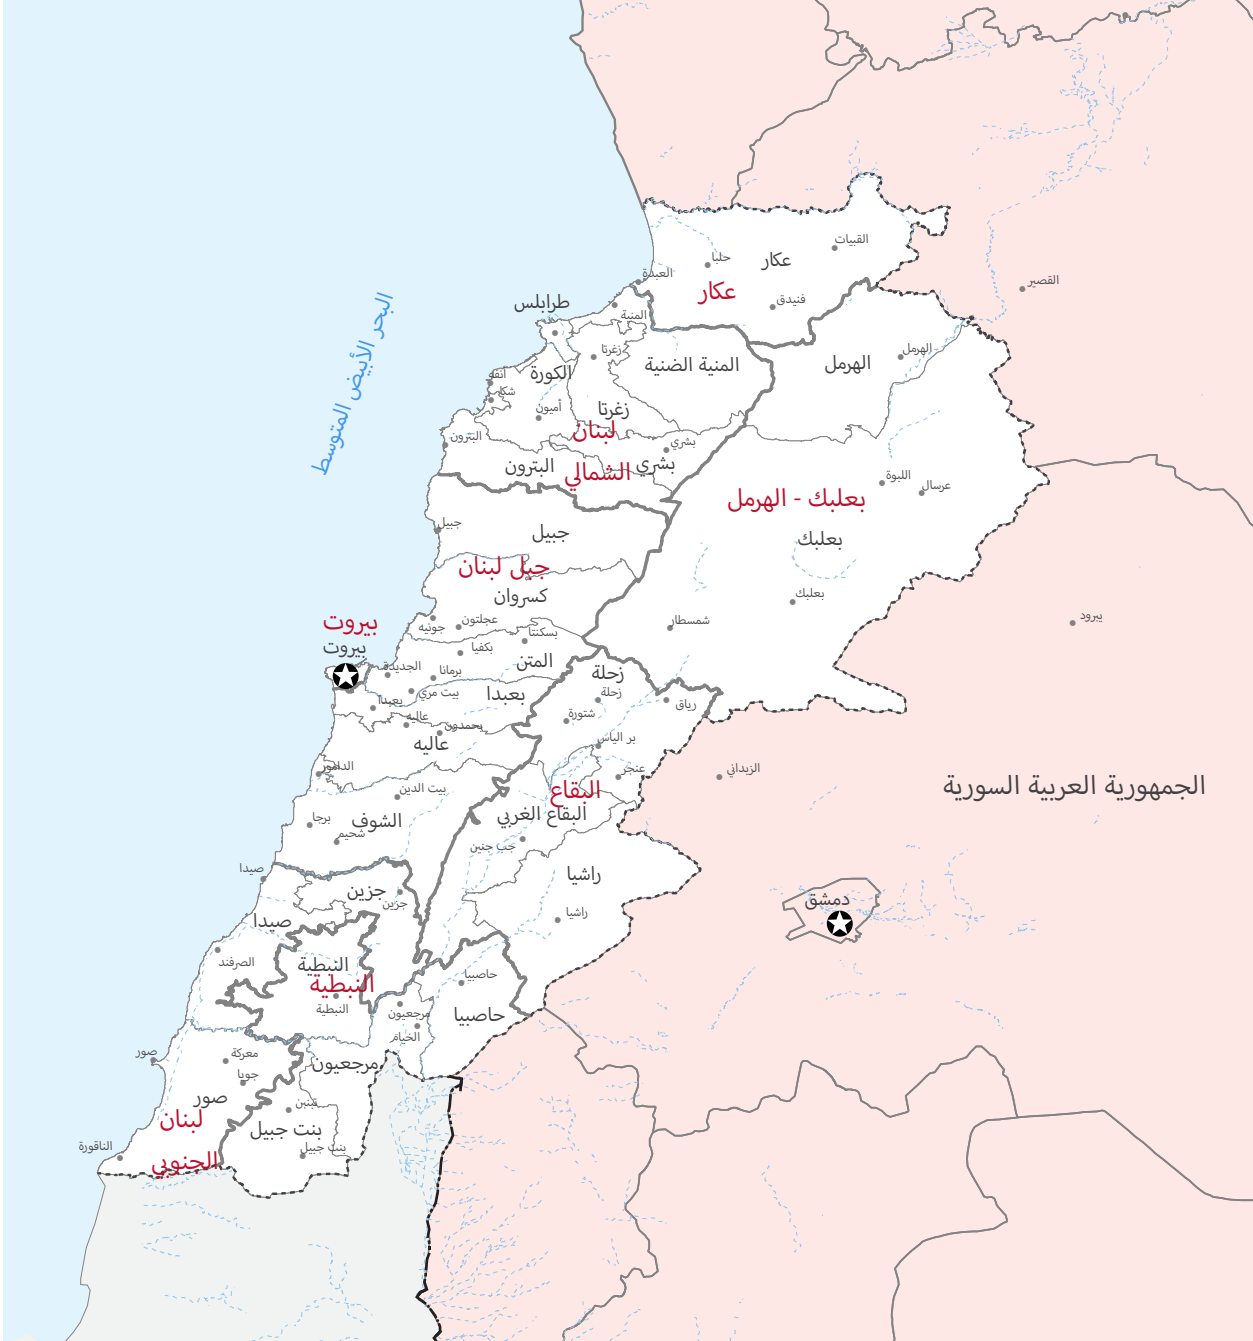 القبيات
عكار
حلبا
العبدة
عكار
القصير
فنيدق
طرابلس
المنية
البحر الأبيض المتوسط
زغرتا
الهرمل
المنية الضنية
الهرمل
الكورة
أنفه
شكا
أميون
زغرتا
لبنان
الشمالي
البترون
بشري
البترون
بشري
اللبوة
عرسال
بعلبك - الهرمل
جبيل
جبيل
بعلبك
جبل لبنان
كسروان
بعلبك
بيروت
بيروت
جونيه
عجلتون
بسكنتا
شمسطار
يبرود
بكفيا
المتن
الجديدة
برمانا
زحلة
زحلة
بيت مري
بعبدا
بعبدا
رياق
شتورة
عاليه
بحمدون
عاليه
بر الياس
الدامور
عنجر
الزبداني
البقاع
الجمهورية العربية السورية
بيت الدين
البقاع الغربي
برجا
الشوف
شحيم
جب جنين
صيدا
راشيا
جزين
جزين
دمشق
راشيا
صيدا
الصرفند
النبطية
النبطية
النبطية
حاصبيا
مرجعيون
حاصبيا
الخيام
صور
معركة
مرجعيون
جويا
صور
تبنين
لبنان
الجنوبي
بنت جبيل
بنت جبيل
الناقورة